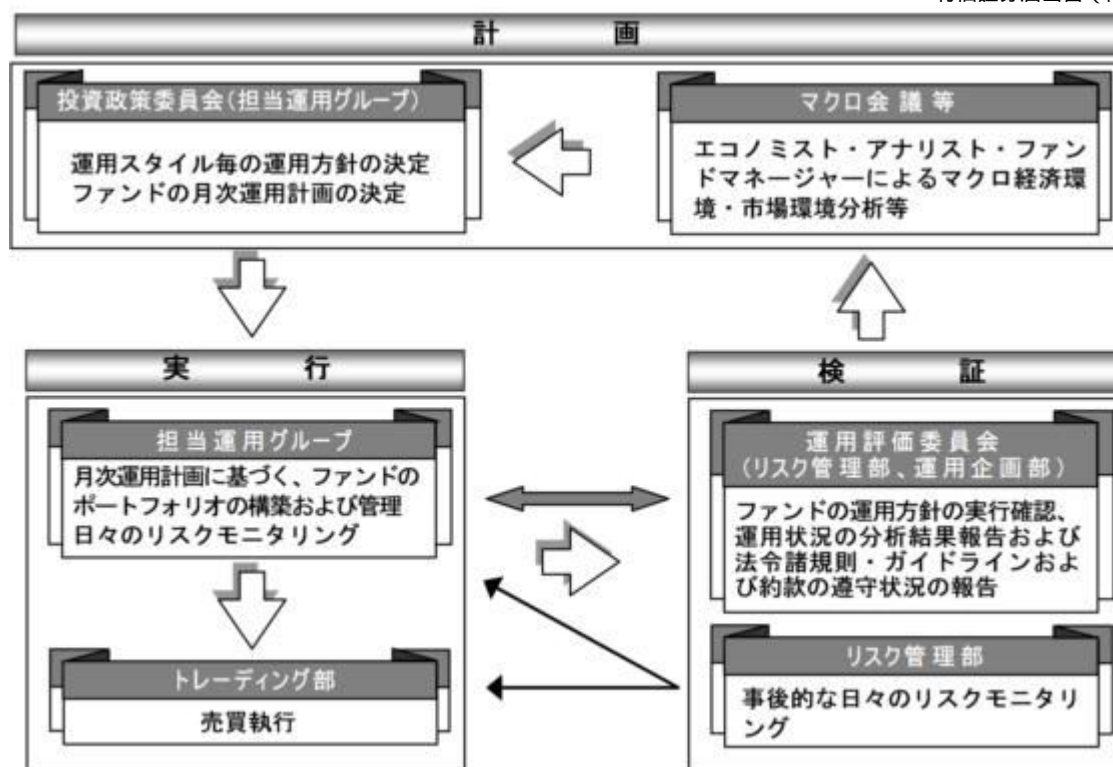 計 画
投資政策委員会(担当運用グループ)
運用スタイル毎の運用方針の決定
ファンドの月次運用計画の決定
マクロ会議等
エコノミスト・アナリスト・ファン
ドマネージャーによるマクロ経済環
境・市場環境分析等
実 行
担当運用グループ
月次運用計画に基づく、ファンドの
ポートフォリオの構築および管理
日々のリスクモニタリング
トレーディング部
売買執行
検 証
運用評価委員会
(リスク管理部、運用企画部)
ファンドの運用方針の実行確認、
運用状況の分析結果報告および
法令諸規則・ガイドラインおよ
び約款の遵守状況の報告
リスク管理部
事後的な日々のリスクモニタリ
ング